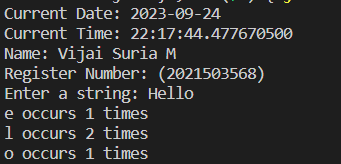 Current Date: 2023-09-24
Current Time: 22:17:44.477670500
Name: Vijai Suria M
Register Number: (2021503568)
Enter a string: Hello
e occurs 1 times
l occurs 2 times
o occurs 1 times